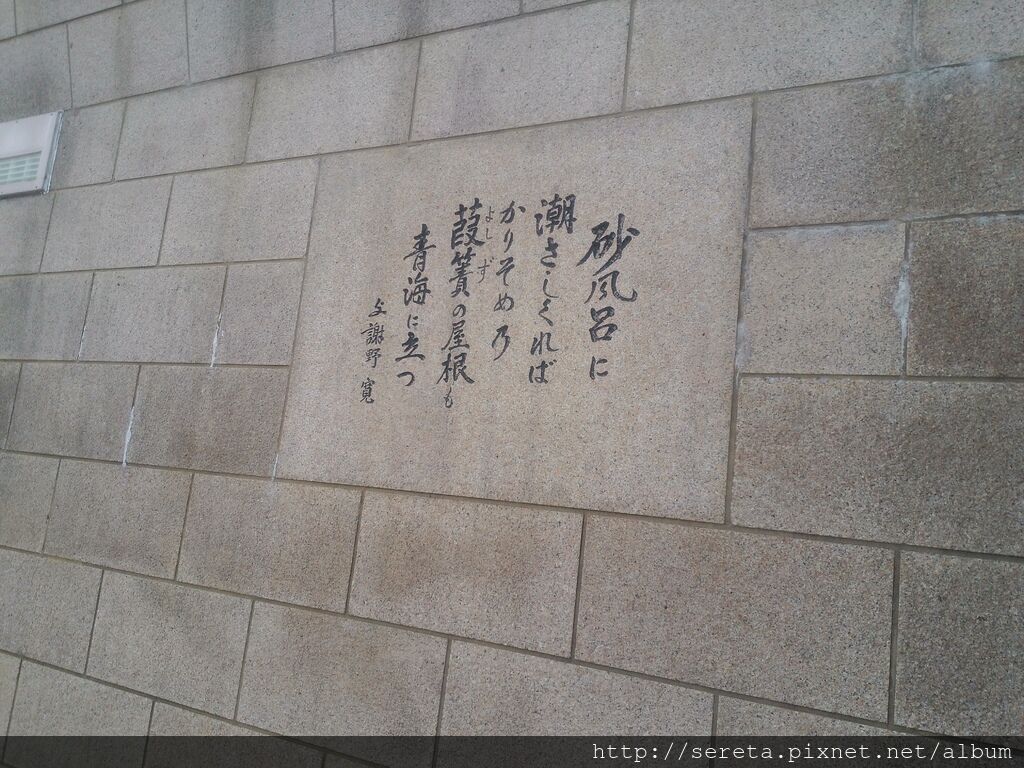 砂風呂に
潮さしくれば
かりそめの
葭簀の屋根も
よしず
青海に立つ
与謝野 寛
http://sereta.pixnet.net/album